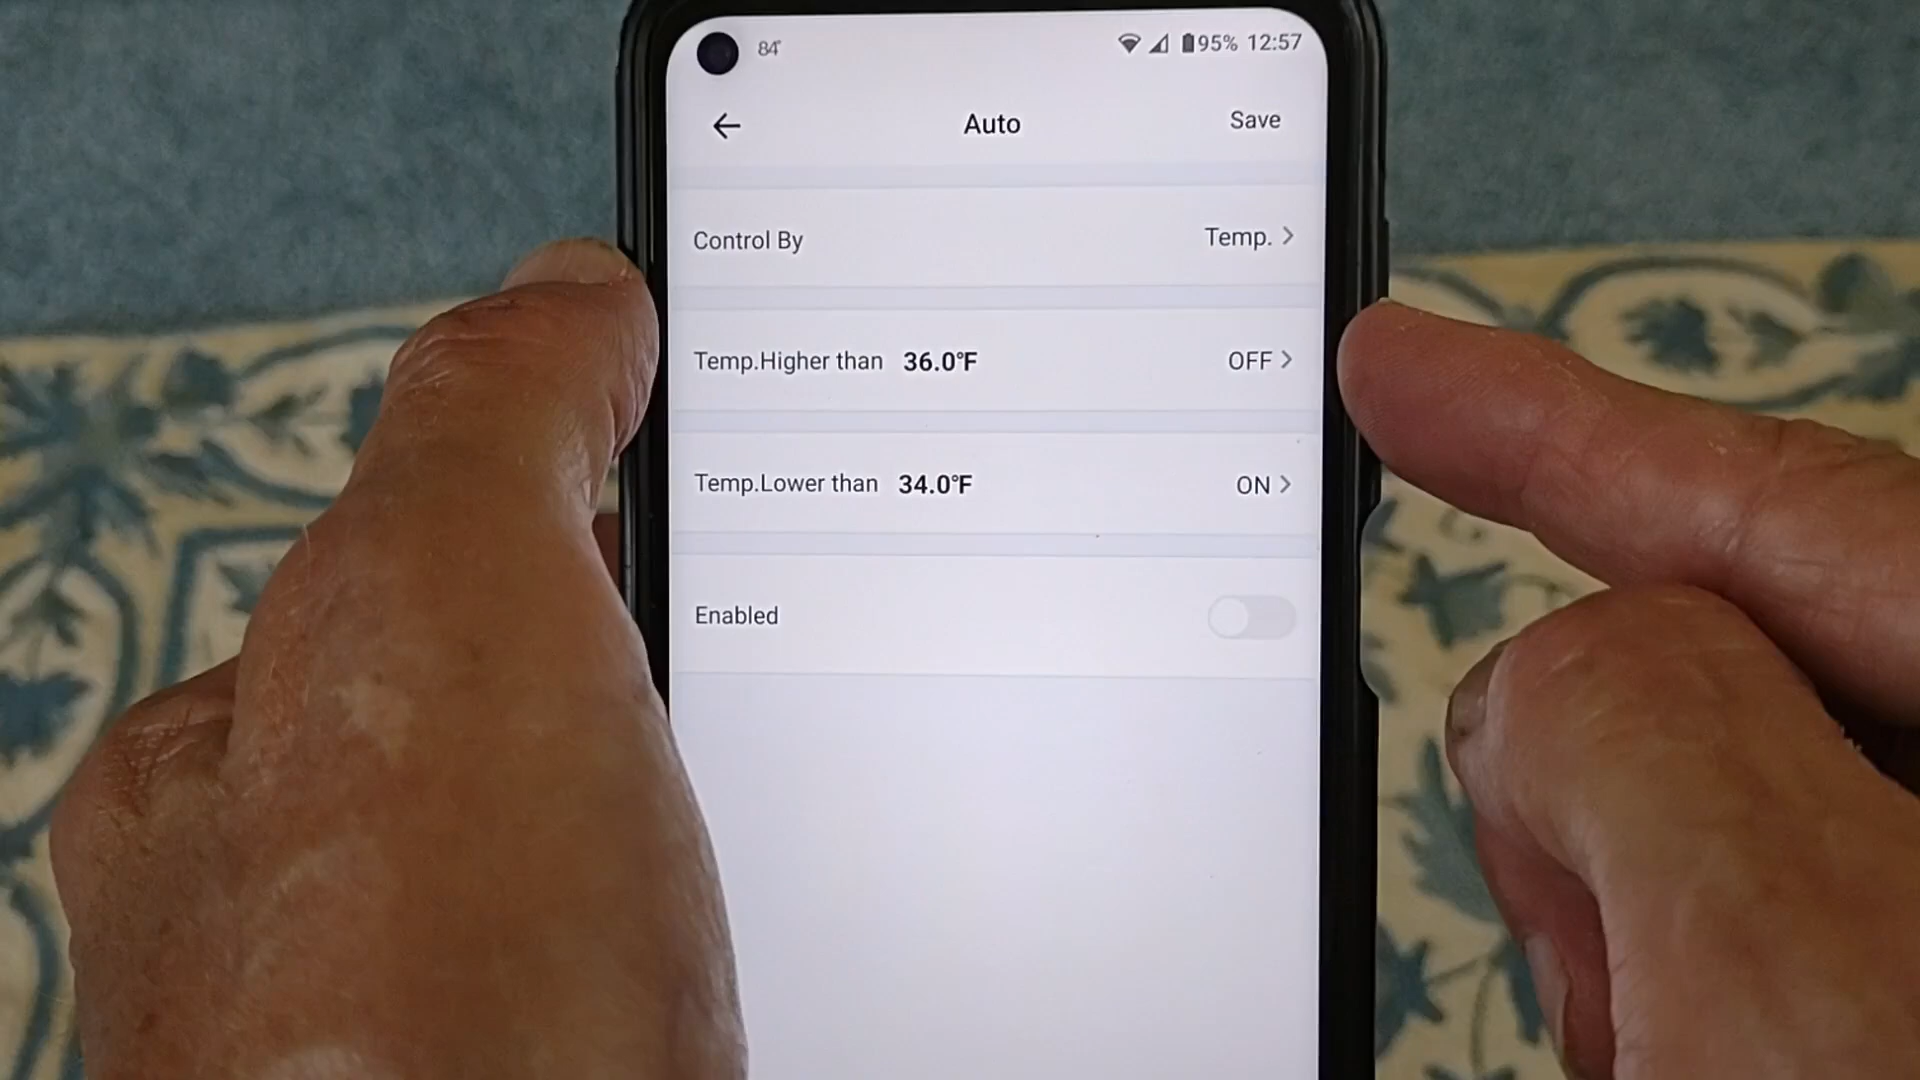 84° 95% 12:57
Auto Save
Control By Temp.
Temp.Higher than 36.0°F OFF
Temp.Lower than 34.0°F ON
Enabled